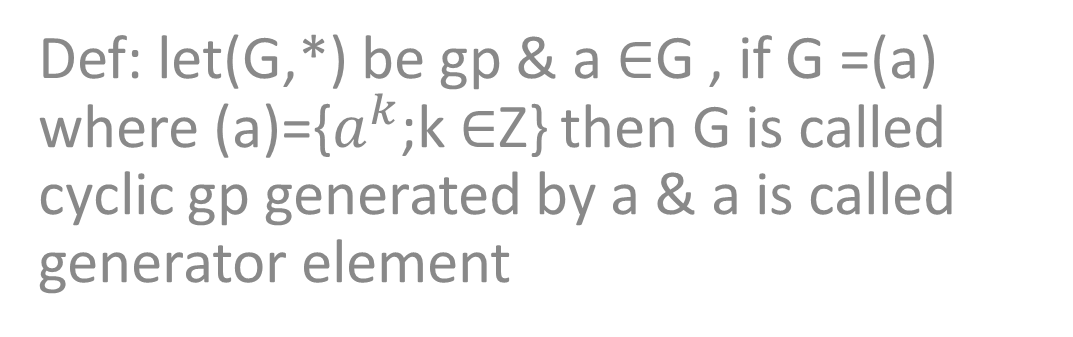 Def: let(G,*) be gp & a ∈G , if G =(a)
where (a)={a^k;k ∈Z} then G is called
cyclic gp generated by a & a is called
generator element